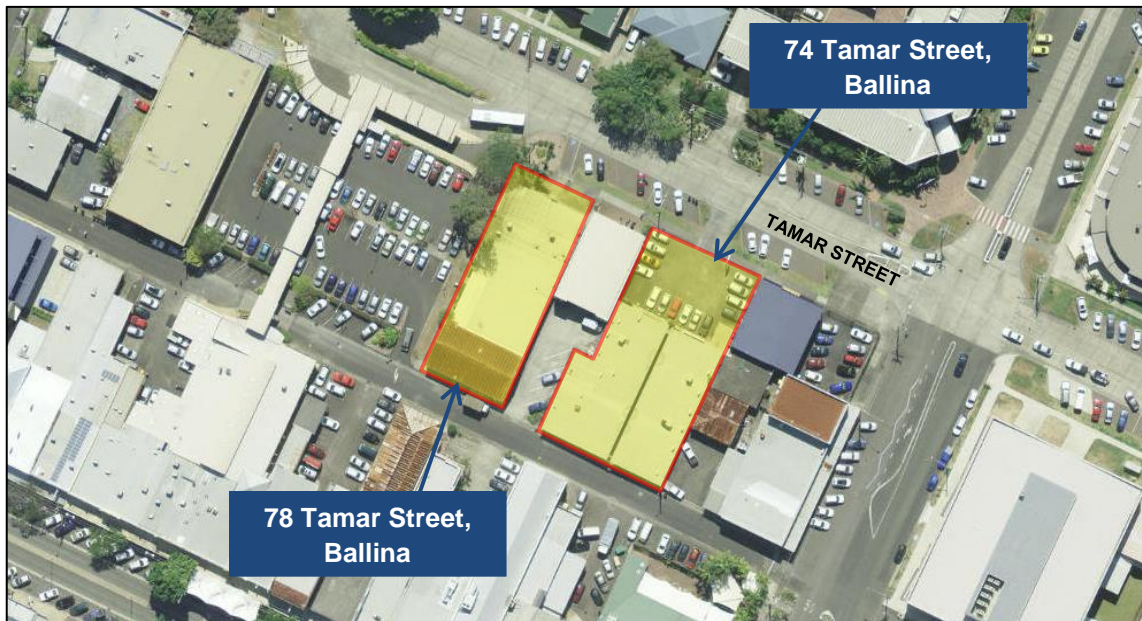 74 Tamar Street,
Ballina
TAMAR STREET
78 Tamar Street,
Ballina